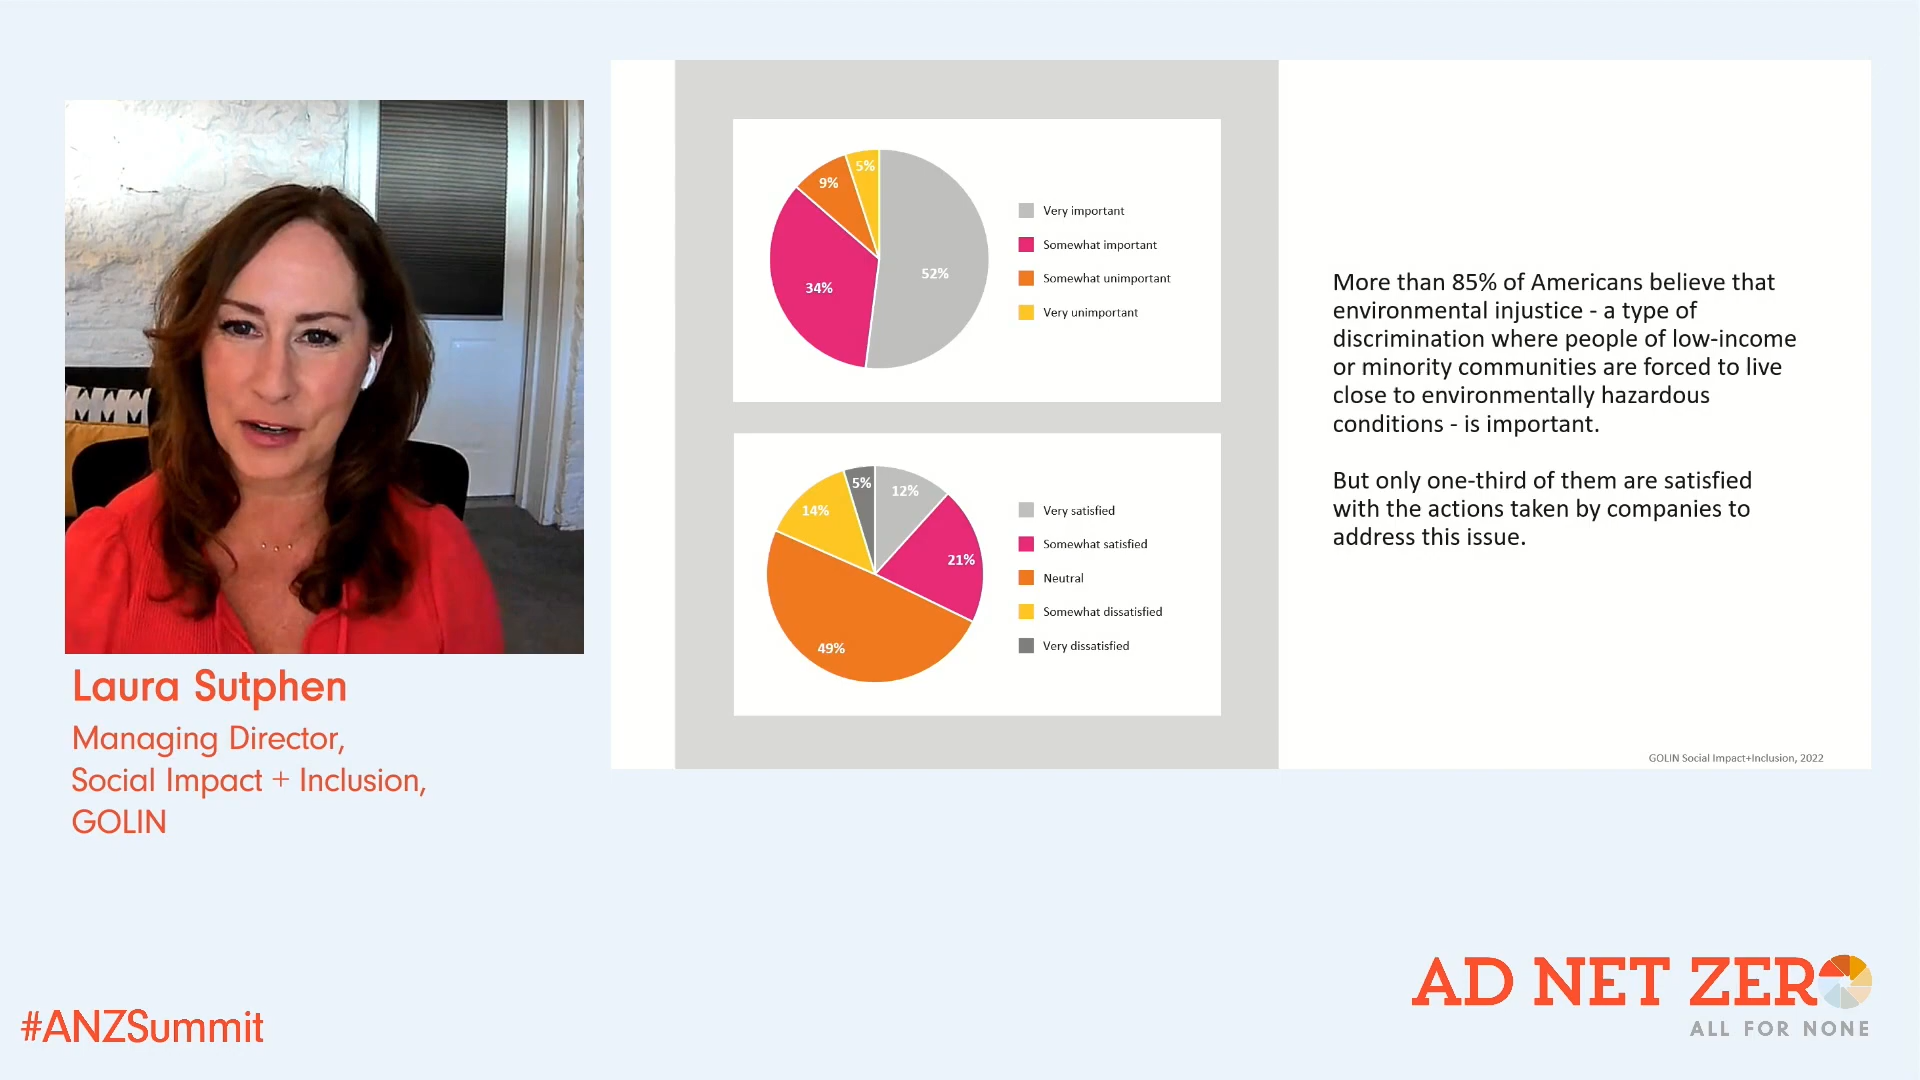 Laura Sutphen
Managing Director,
Social Impact + Inclusion,
GOLIN
5%
9%
52%
34%
Very important
Somewhat important
Somewhat unimportant
Very unimportant
5%
12%
14%
21%
49%
Very satisfied
Somewhat satisfied
Neutral
Somewhat dissatisfied
Very dissatisfied
More than 85% of Americans believe that
environmental injustice - a type of
discrimination where people of low-income
or minority communities are forced to live
close to environmentally hazardous
conditions - is important.
But only one-third of them are satisfied
with the actions taken by companies to
address this issue.
GOLIN Social Impact+Inclusion, 2022
#ANZSummit
AD NET ZERO
ALL FOR NONE